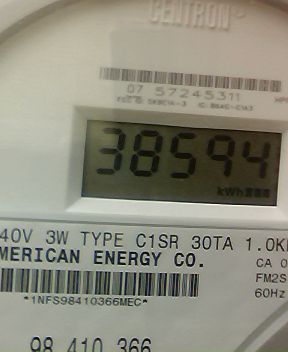 CENTRON
07 57245311
38594
kWh
40V 3W TYPE C1SR 30TA 1.0K
MERICAN ENERGY CO.
CA 0
FM2S
*1NFS98410366MEC*
60Hz
98 410 366